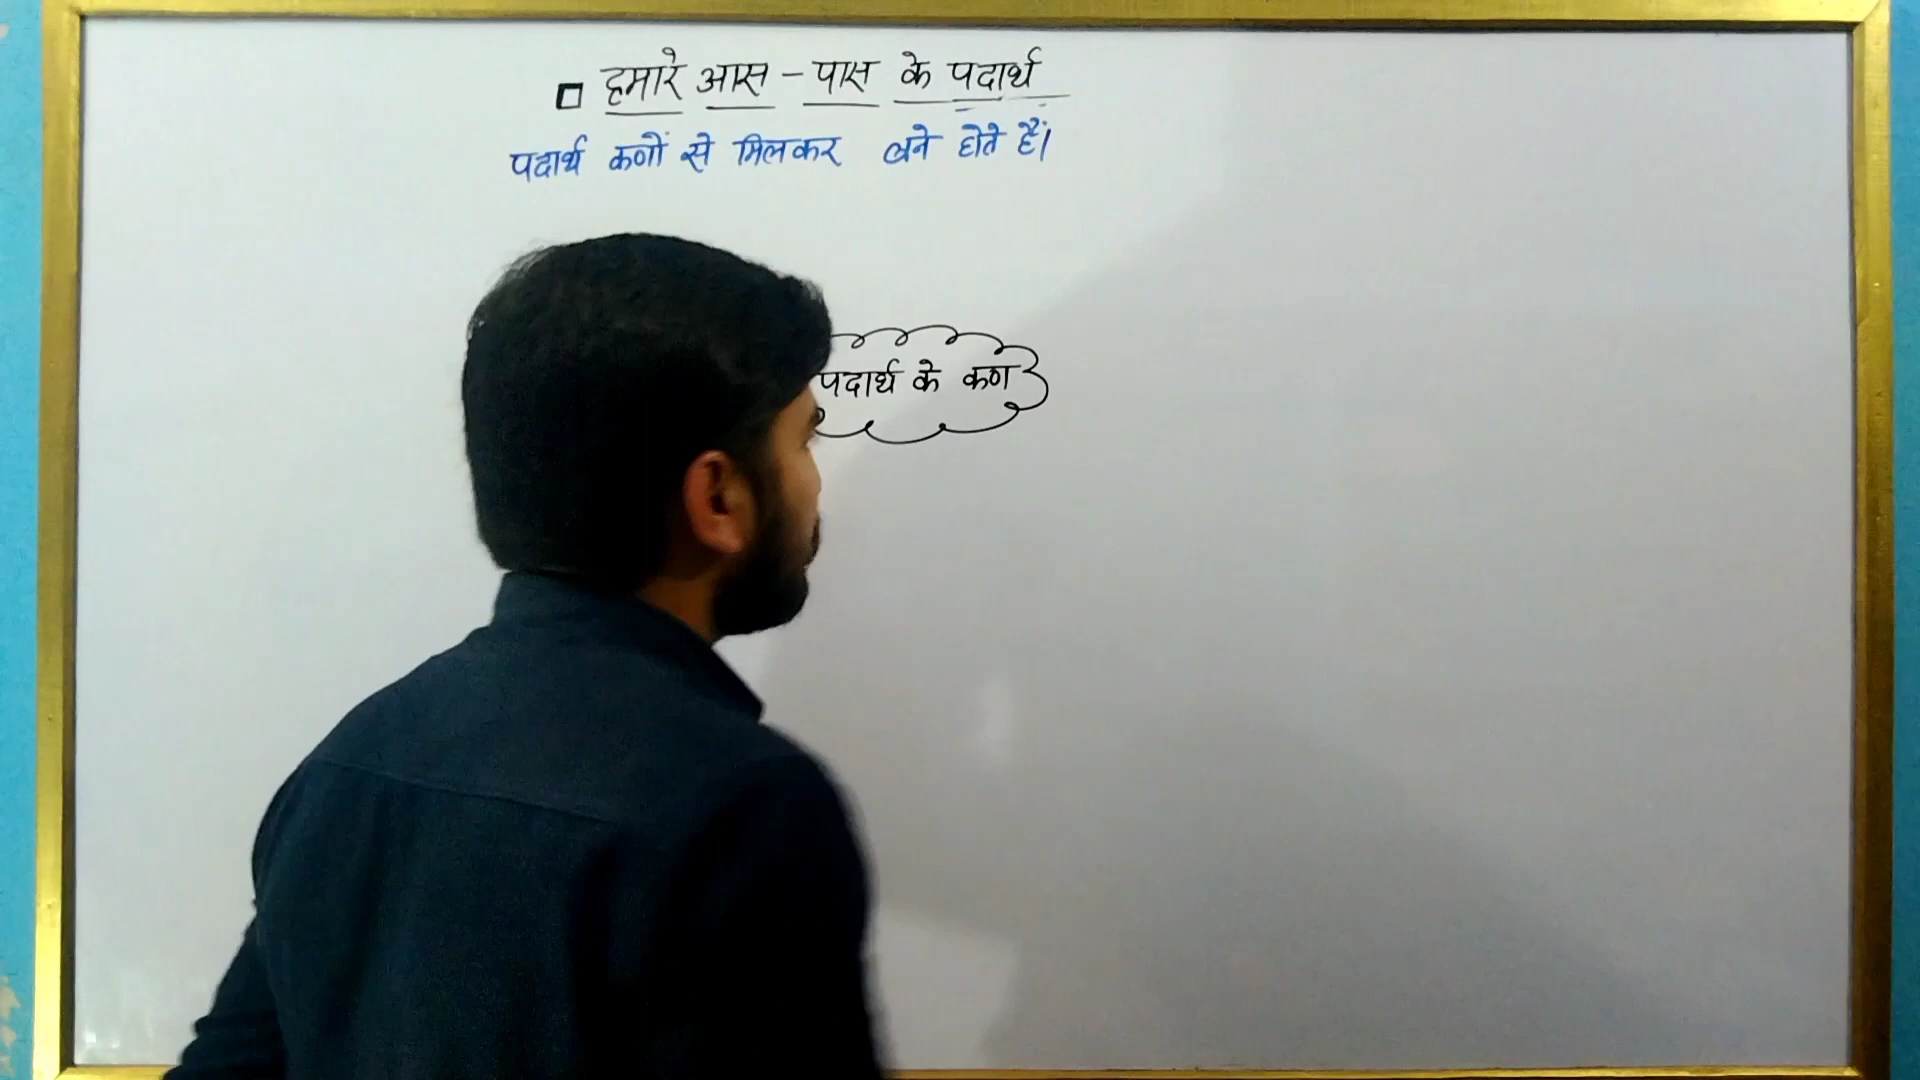 हमारे आस - पास के पदार्थ
पदार्थ कणों से मिलकर बने होते हैं।
पदार्थ के कण